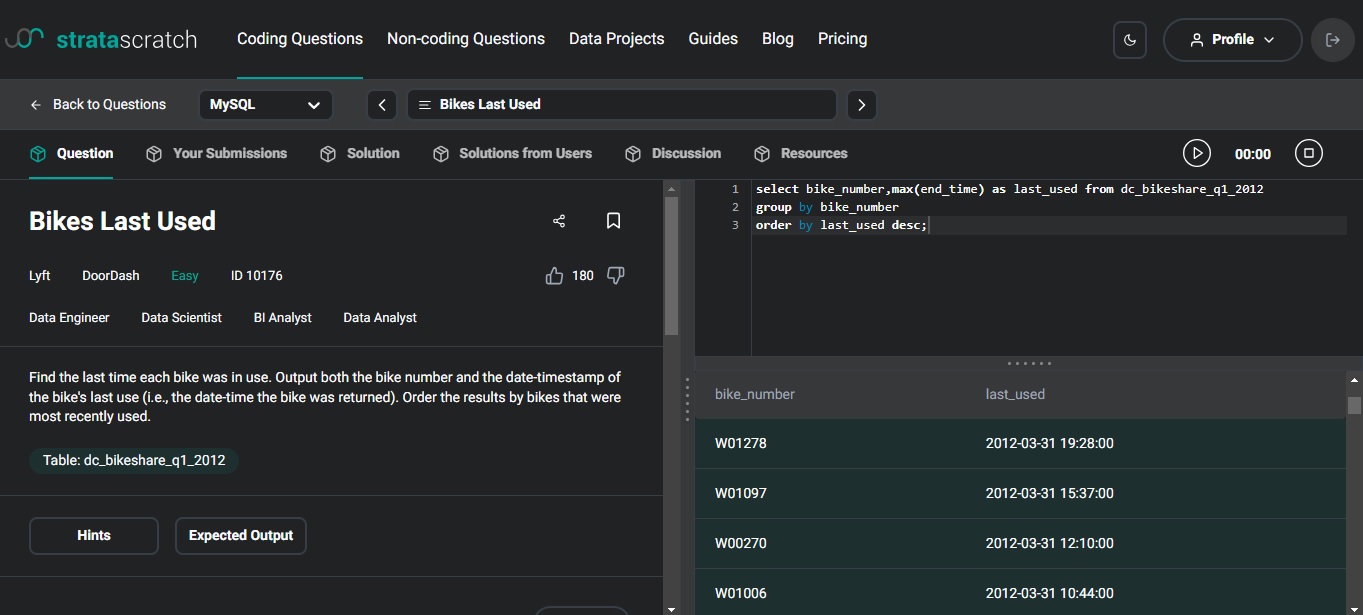 stratascratch
Coding Questions Non-coding Questions Data Projects Guides Blog Pricing
Profile
Back to Questions
MySQL
Bikes Last Used
Question Your Submissions Solution Solutions from Users Discussion Resources
00:00
Bikes Last Used
Lyft DoorDash Easy ID 10176
180
Data Engineer Data Scientist BI Analyst Data Analyst
Find the last time each bike was in use. Output both the bike number and the date-timestamp of
the bike's last use (i.e., the date-time the bike was returned). Order the results by bikes that were
most recently used.
Table: dc_bikeshare_q1_2012
Hints Expected Output
1 select bike_number,max(end_time) as last_used from dc_bikeshare_q1_2012
2 group by bike_number
3 order by last_used desc;
bike_number last_used
W01278 2012-03-31 19:28:00
W01097 2012-03-31 15:37:00
W00270 2012-03-31 12:10:00
W01006 2012-03-31 10:44:00